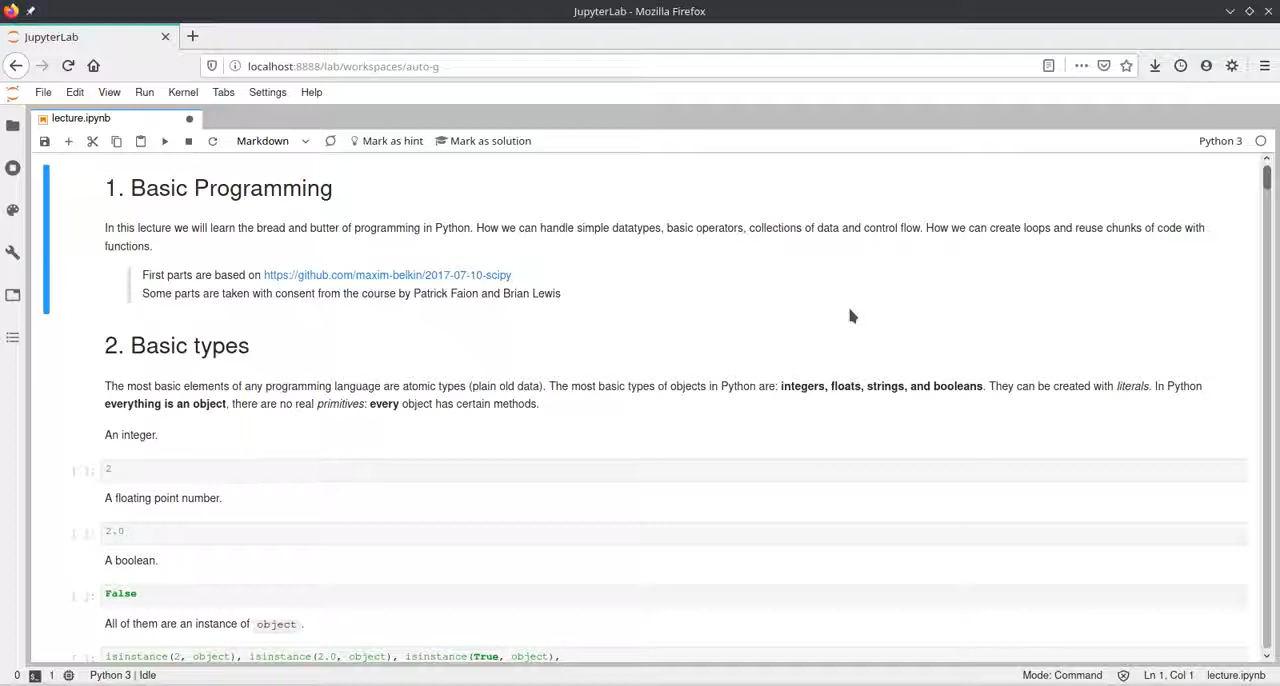 JupyterLab - Mozilla Firefox
JupyterLab
localhost:8888/lab/workspaces/auto-g
File Edit View Run Kernel Tabs Settings Help
lecture.ipynb
Markdown Mark as hint Mark as solution Python 3
1. Basic Programming
In this lecture we will learn the bread and butter of programming in Python. How we can handle simple datatypes, basic operators, collections of data and control flow. How we can create loops and reuse chunks of code with
functions.
First parts are based on https://github.com/maxim-belkin/2017-07-10-scipy
Some parts are taken with consent from the course by Patrick Faion and Brian Lewis
2. Basic types
The most basic elements of any programming language are atomic types (plain old data). The most basic types of objects in Python are: integers, floats, strings, and booleans. They can be created with literals. In Python
everything is an object, there are no real primitives: every object has certain methods.
An integer.
[ ]: 2
A floating point number.
[ ]: 2.0
A boolean.
[ ]: False
All of them are an instance of object .
[ ]: isinstance(2, object), isinstance(2.0, object), isinstance(True, object),
0 1 Python 3 | Idle Mode: Command Ln 1, Col 1 lecture.ipynb